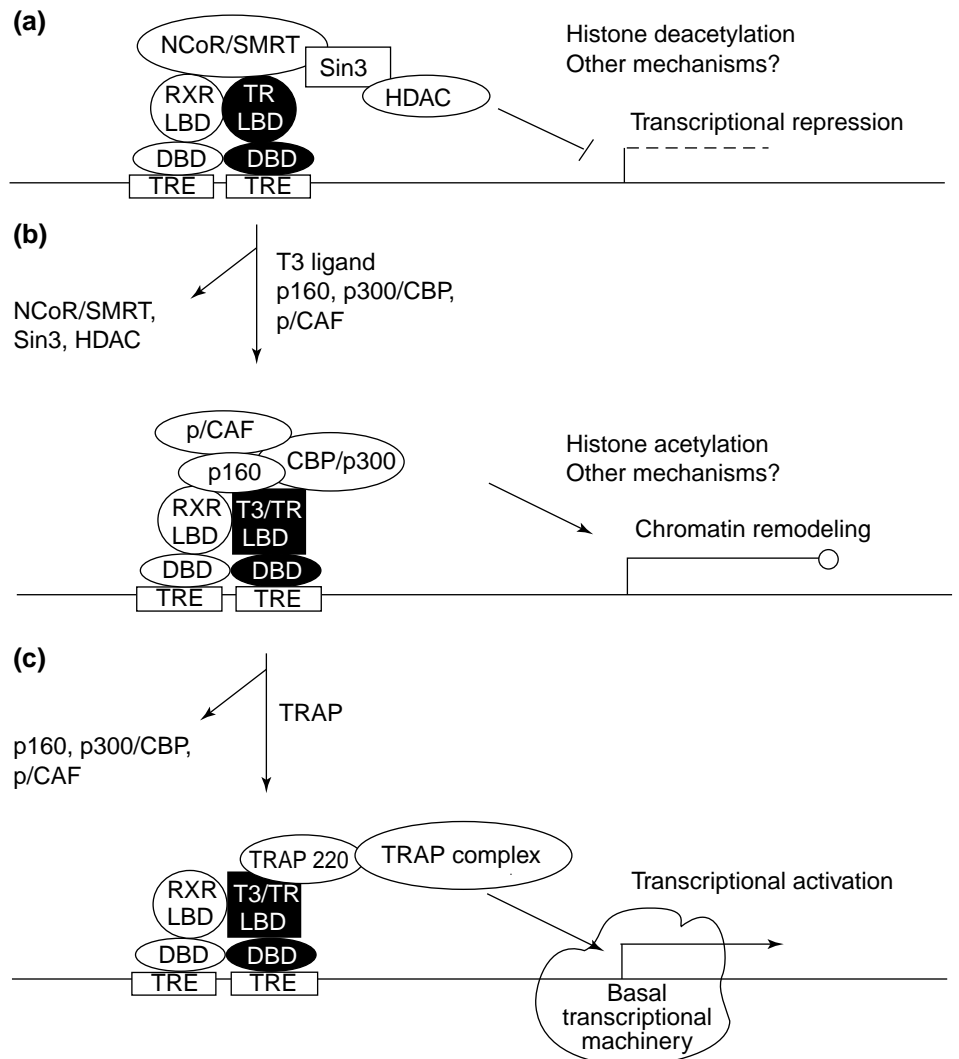 (a)
NCoR/SMRT
Sin3
HDAC
Histone deacetylation
Other mechanisms?
RXR
LBD
TR
LBD
Transcriptional repression
DBD
DBD
TRE
TRE
(b)
T3 ligand
p160, p300/CBP,
p/CAF
NCoR/SMRT,
Sin3, HDAC
p/CAF
CBP/p300
p160
Histone acetylation
Other mechanisms?
RXR
LBD
T3/TR
LBD
Chromatin remodeling
DBD
DBD
TRE
TRE
(c)
TRAP
p160, p300/CBP,
p/CAF
TRAP 220
TRAP complex
RXR
LBD
T3/TR
LBD
Transcriptional activation
DBD
DBD
TRE
TRE
Basal
transcriptional
machinery